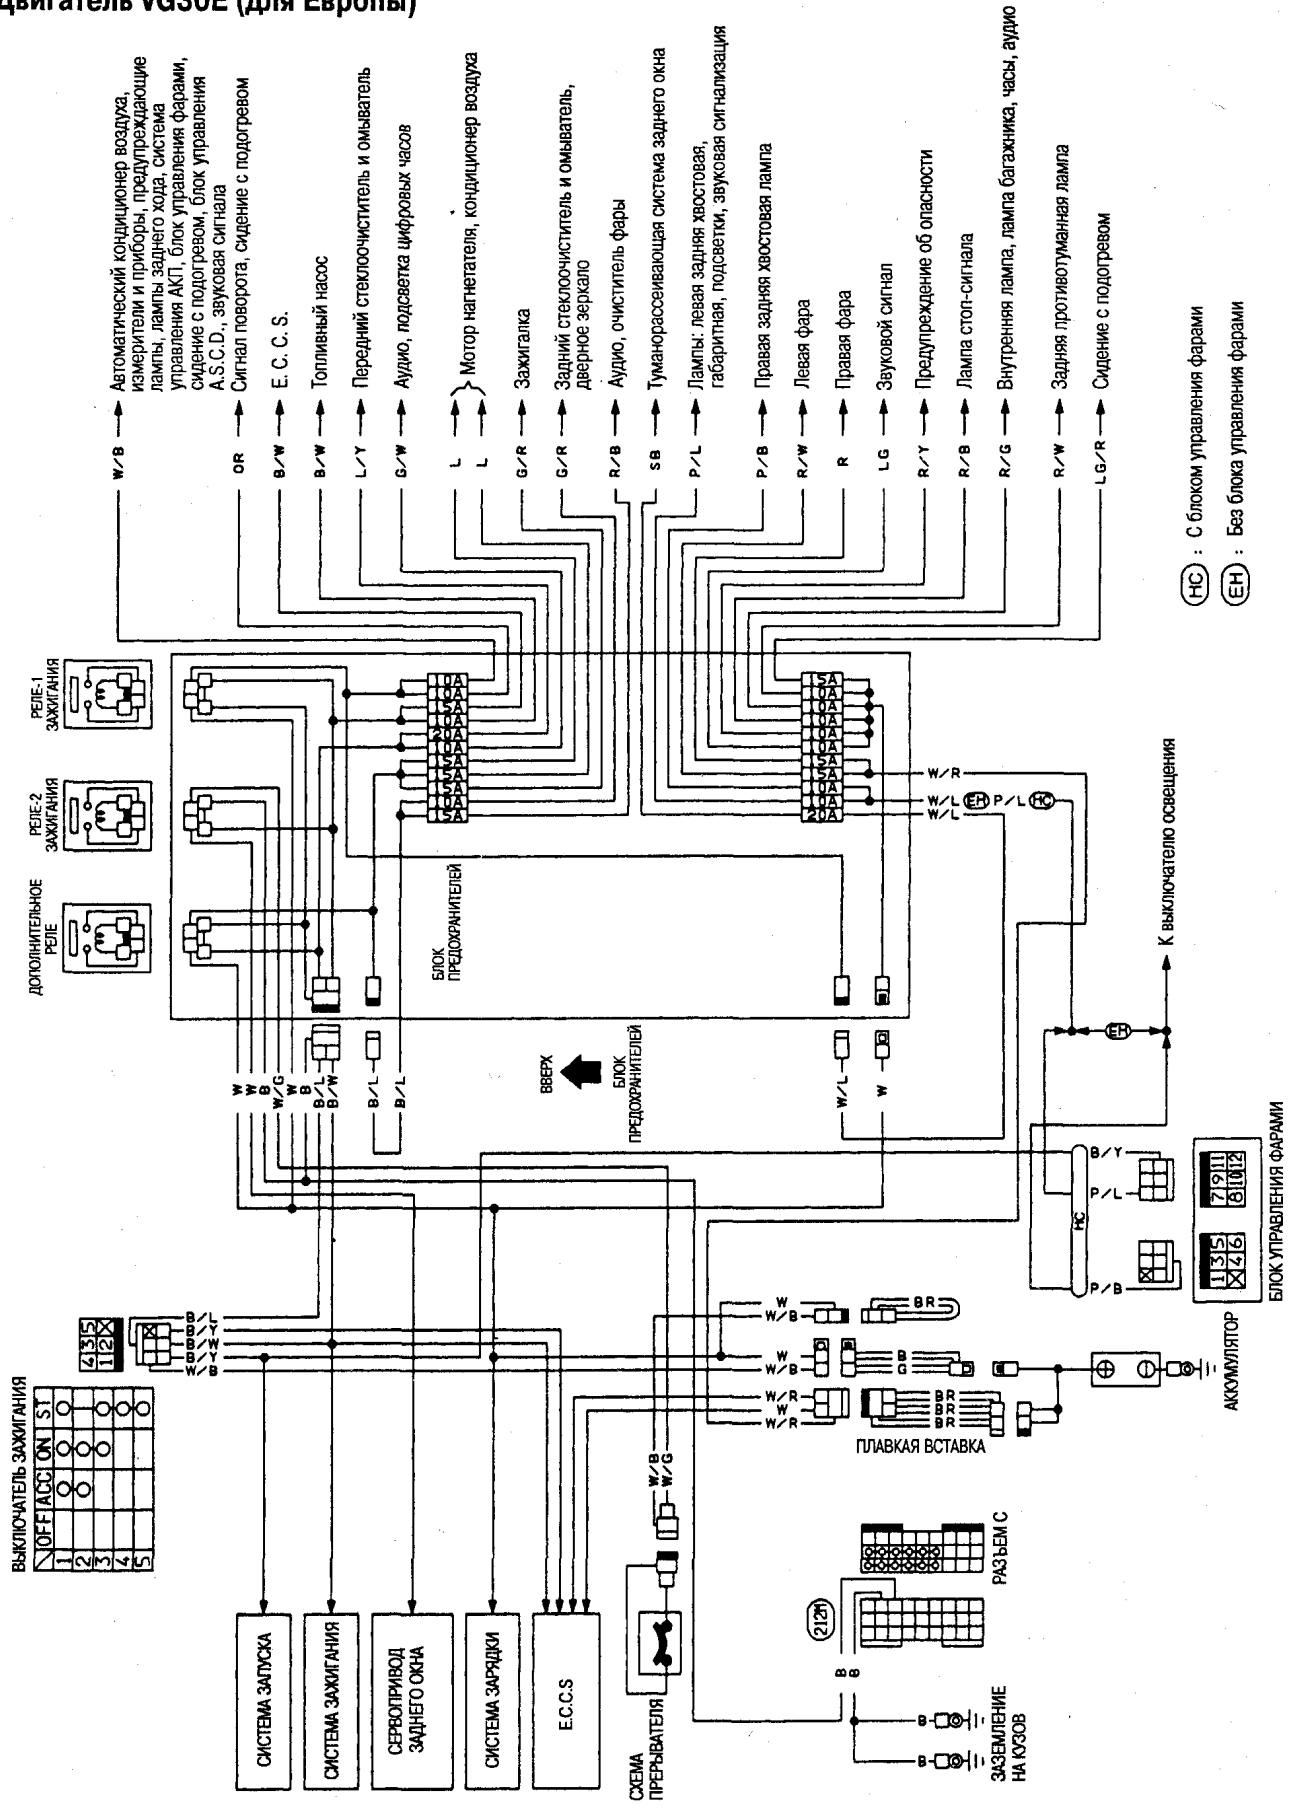 двигатель VG30E (для Европы)
Автоматический кондиционер воздуха,
измерители и приборы, предупреждающие
лампы, лампы заднего хода, система
управления АКП, блок управления фарами,
сидение с подогревом, блок управления
A.S.C.D., звуковая сигнала
Сигнал поворота, сидение с подогревом
E. C. C. S.
Топливный насос
Передний стеклоочиститель и омыватель
Аудио, подсветка цифровых часов
Мотор нагнетателя, кондиционер воздуха
Зажигалка
Задний стеклоочиститель и омыватель,
дверное зеркало
Аудио, очиститель фары
Туманорассеивающая система заднего окна
Лампы: левая задняя хвостовая,
габаритная, подсветки, звуковая сигнализация
Правая задняя хвостовая лампа
Левая фара
Правая фара
Звуковой сигнал
Предупреждение об опасности
Лампа стоп-сигнала
Внутренняя лампа, лампа багажника, часы, аудио
Задняя противотуманная лампа
Сидение с подогревом
W/B
OR
B/W
B/W
L/Y
G/W
L
L
G/R
G/R
R/B
SB
P/L
P/B
R/W
R
LG
R/Y
R/B
R/G
R/W
LG/R
HC : С блоком управления фарами
EH : Без блока управления фарами
РЕЛЕ-1
ЗАЖИГАНИЯ
РЕЛЕ-2
ЗАЖИГАНИЯ
ДОПОЛНИТЕЛЬНОЕ
РЕЛЕ
10A
10A
15A
10A
20A
10A
15A
15A
15A
10A
15A
15A
10A
10A
10A
10A
10A
15A
15A
10A
10A
20A
W/R
W/L EH P/L HC
W/L
БЛОК
ПРЕДОХРАНИТЕЛЕЙ
К выключателю освещения
EH
ВВЕРХ
БЛОК
ПРЕДОХРАНИТЕЛЕЙ
W
W
B
W/G
W
B
B/L
B/W
B/L
B/L
W/L
W
HC
B/Y
P/L
P/B
7 9 11
8 10 12
1 3 5
4 6
БЛОК УПРАВЛЕНИЯ ФАРАМИ
4 3 5
1 2
B/L
B/Y
B/W
B/Y
W/B
W
W/B
BR
W
W/B
B
G
W/R
W
W/R
BR
BR
BR
ПЛАВКАЯ ВСТАВКА
АККУМУЛЯТОР
ВЫКЛЮЧАТЕЛЬ ЗАЖИГАНИЯ
OFF ACC ON ST
1
2
3
4
5
W/B
W/G
СИСТЕМА ЗАПУСКА
СИСТЕМА ЗАЖИГАНИЯ
СЕРВОПРИВОД
ЗАДНЕГО ОКНА
СИСТЕМА ЗАРЯДКИ
E.C.C.S
СХЕМА
ПРЕРЫВАТЕЛЯ
212M
РАЗЪЕМ С
B
B
B
B
ЗАЗЕМЛЕНИЕ
НА КУЗОВ